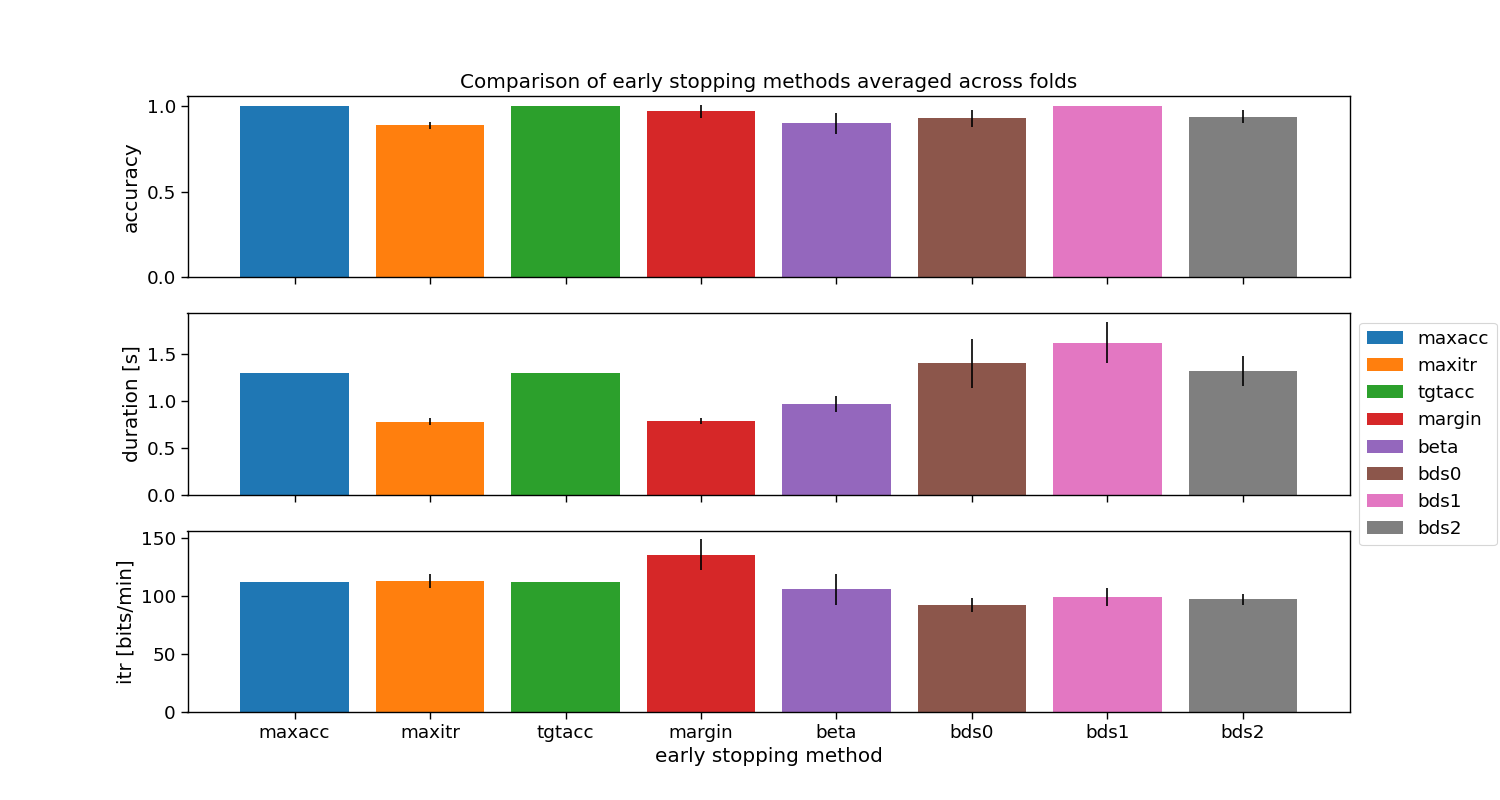 Comparison of early stopping methods averaged across folds
1.0
0.5
0.0
accuracy
1.5
1.0
0.5
0.0
duration [s]
150
100
50
0
itr [bits/min]
maxacc maxitr tgtacc margin beta bds0 bds1 bds2
early stopping method
maxacc
maxitr
tgtacc
margin
beta
bds0
bds1
bds2